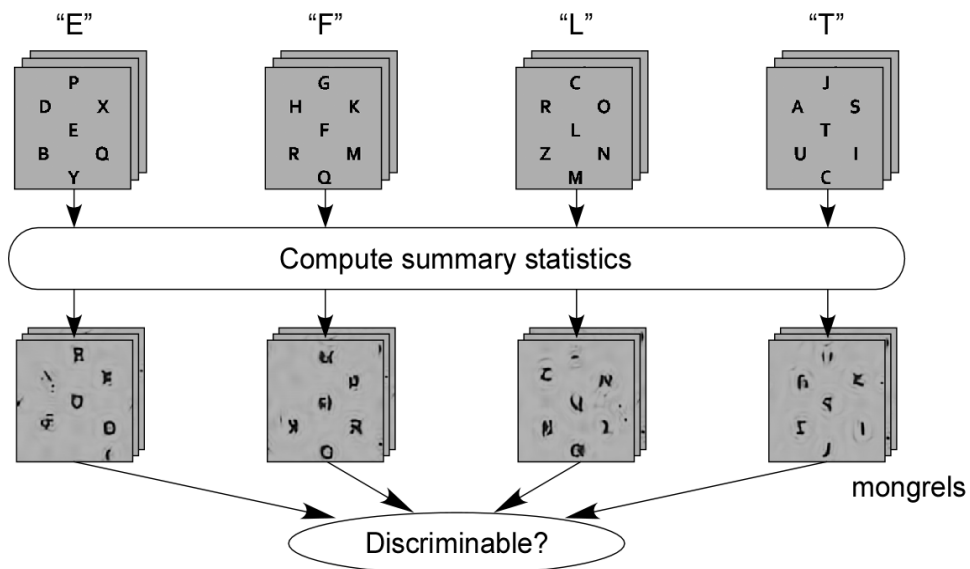 “E” “F” “L” “T”
P G C J
D X H K R O A S
E F L T
B Q R M Z N U I
Y Q M C
Compute summary statistics
mongrels
Discriminable?